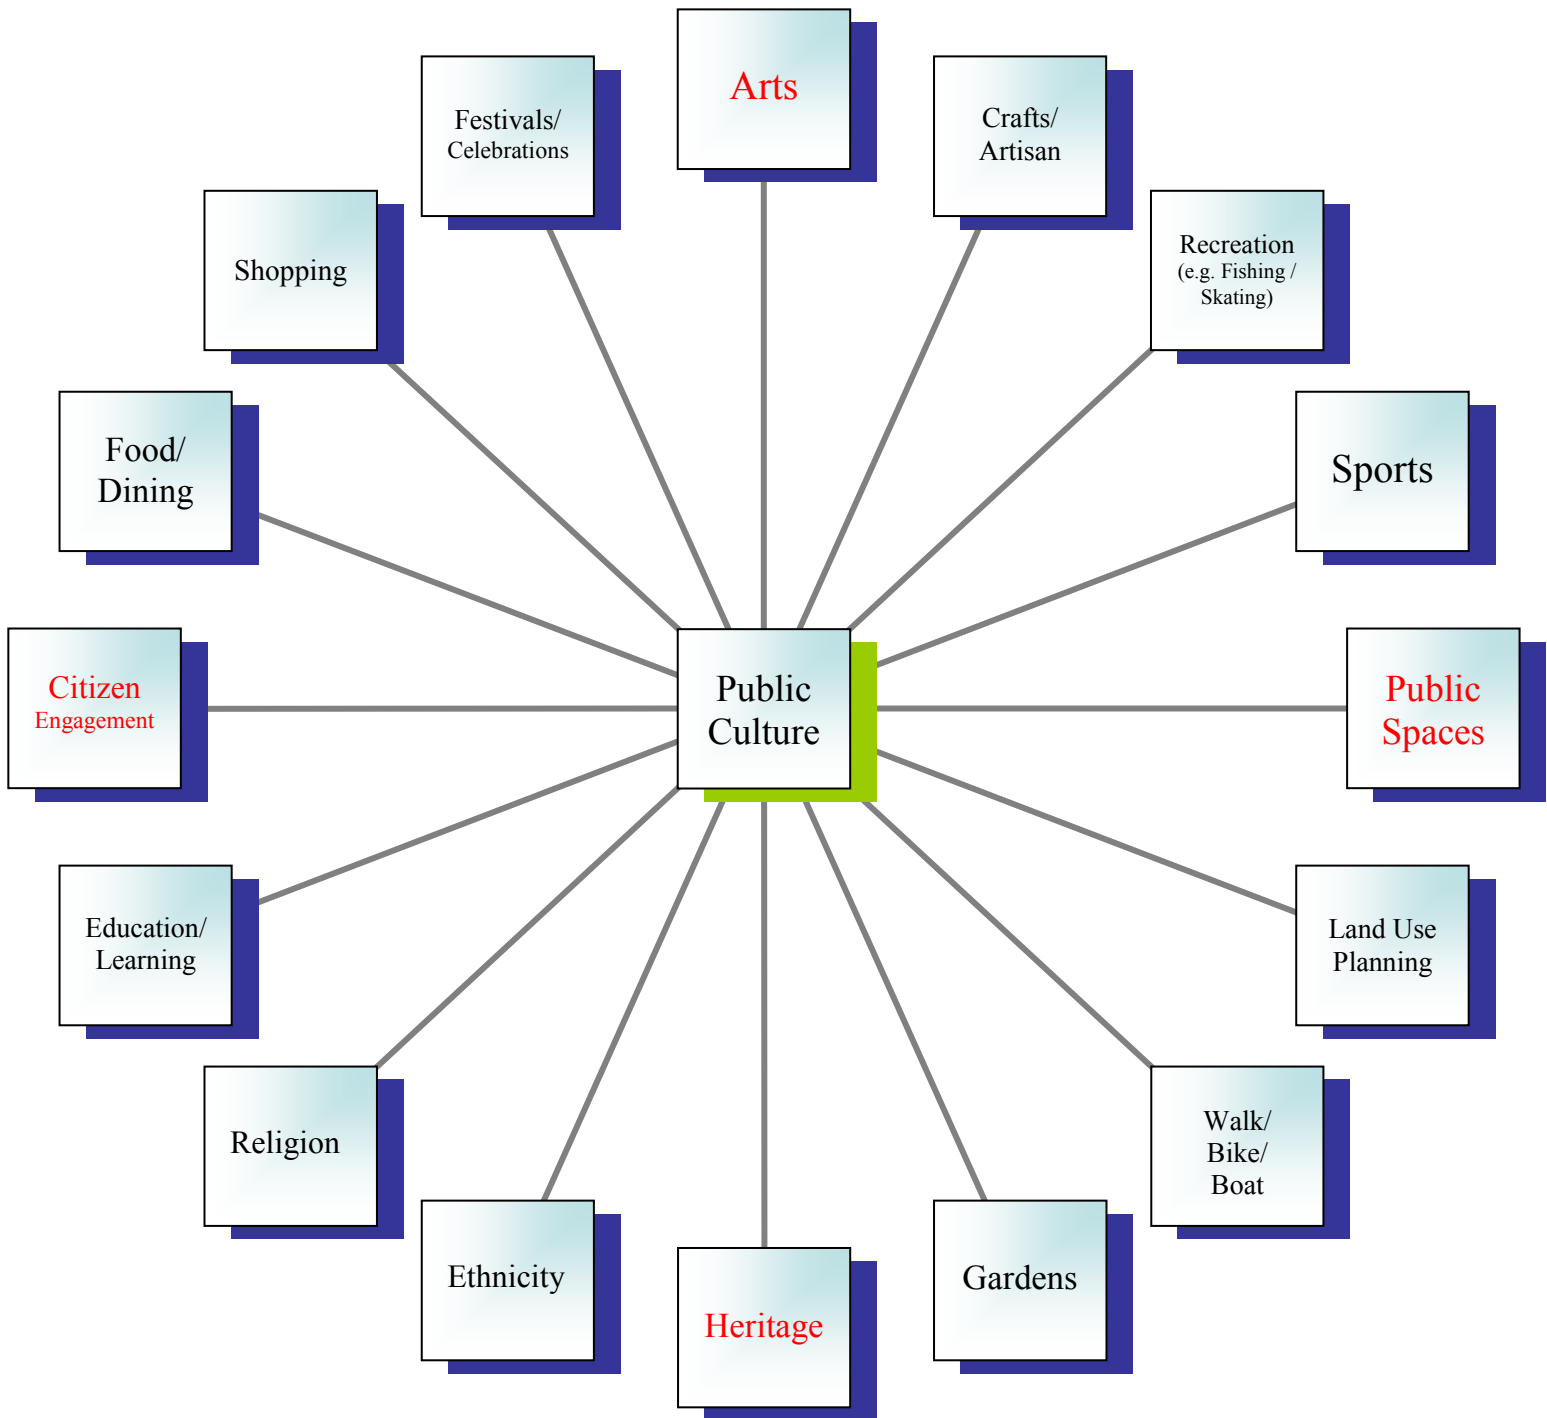 Arts
Festivals/
Celebrations
Crafts/
Artisan
Shopping
Recreation
(e.g. Fishing /
Skating)
Food/
Dining
Sports
Citizen
Engagement
Public
Culture
Public
Spaces
Education/
Learning
Land Use
Planning
Religion
Walk/
Bike/
Boat
Ethnicity
Heritage
Gardens